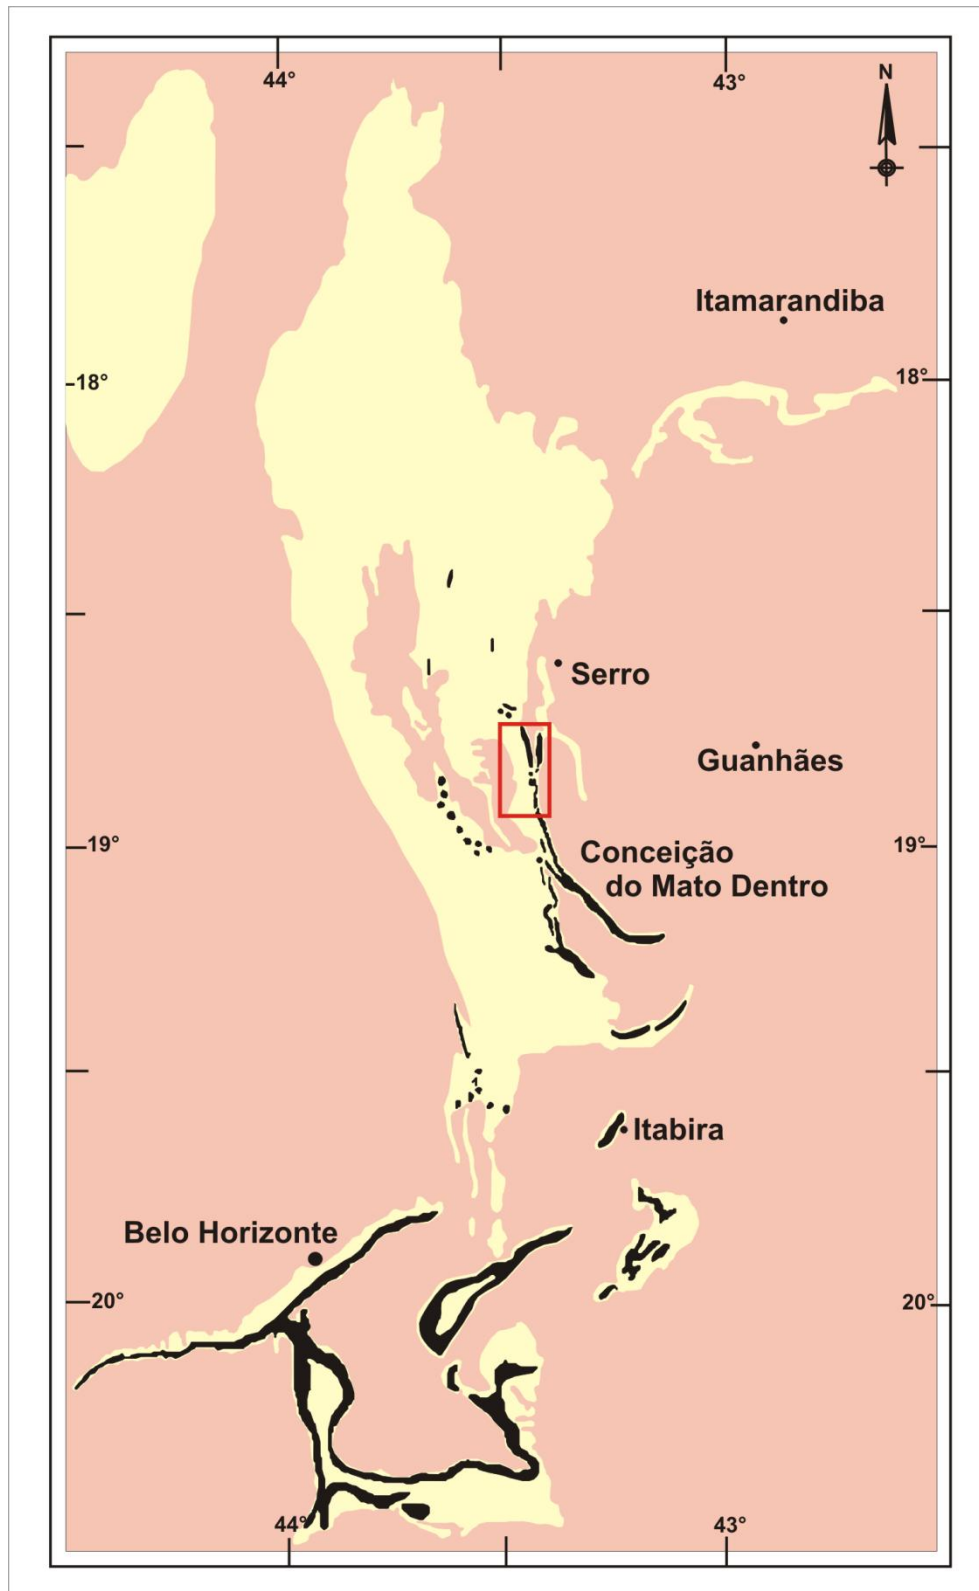 44°
43°
N
Itamarandiba
18°
18°
Serro
Guanhães
19°
19°
Conceição
do Mato Dentro
Itabira
Belo Horizonte
20°
20°
44°
43°